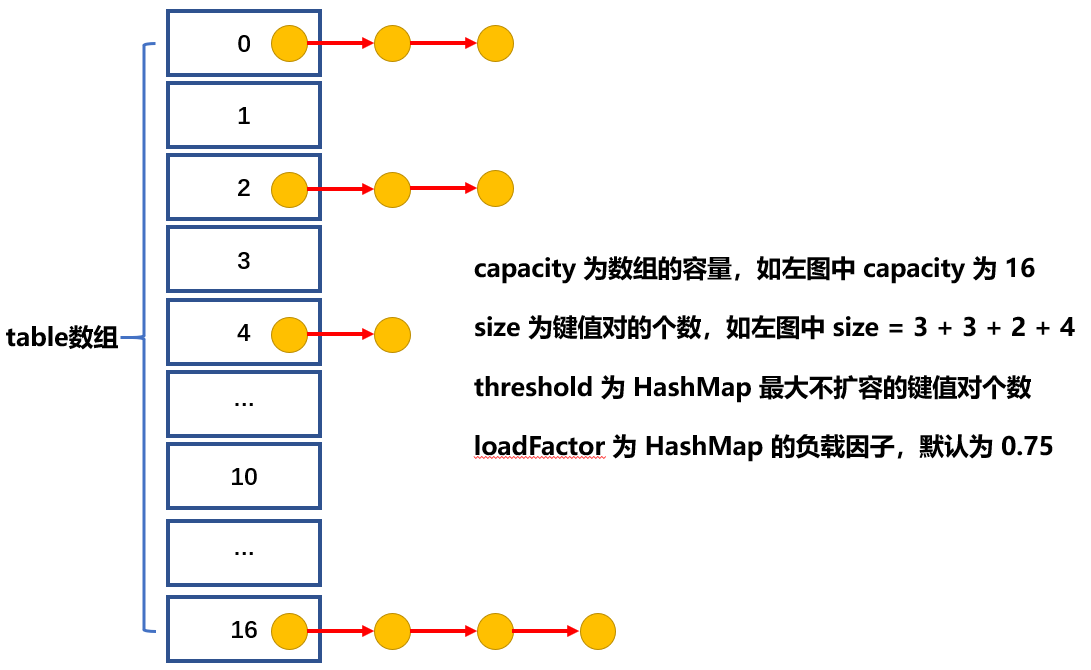 0
1
2
3
capacity 为数组的容量，如左图中 capacity 为 16
size 为键值对的个数，如左图中 size = 3 + 3 + 2 + 4
table数组
4
threshold 为 HashMap 最大不扩容的键值对个数
...
loadFactor 为 HashMap 的负载因子，默认为 0.75
10
...
16